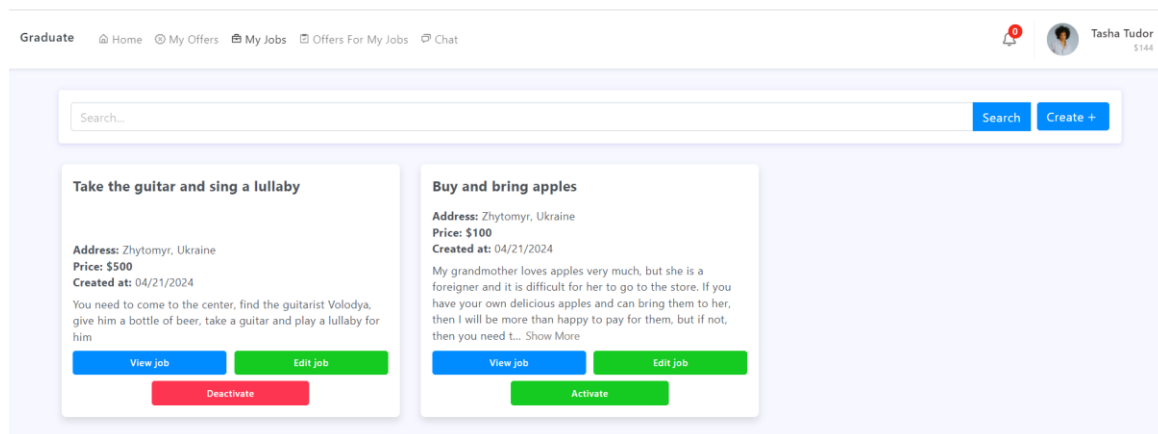 Graduate Home My Offers My Jobs Offers For My Jobs Chat 0 Tasha Tudor
$144
Search... Search Create +
Take the guitar and sing a lullaby
Address: Zhytomyr, Ukraine
Price: $500
Created at: 04/21/2024
You need to come to the center, find the guitarist Volodya,
give him a bottle of beer, take a guitar and play a lullaby for
him
View job Edit job
Deactivate
Buy and bring apples
Address: Zhytomyr, Ukraine
Price: $100
Created at: 04/21/2024
My grandmother loves apples very much, but she is a
foreigner and it is difficult for her to go to the store. If you
have your own delicious apples and can bring them to her,
then I will be more than happy to pay for them, but if not,
then you need t... Show More
View job Edit job
Activate